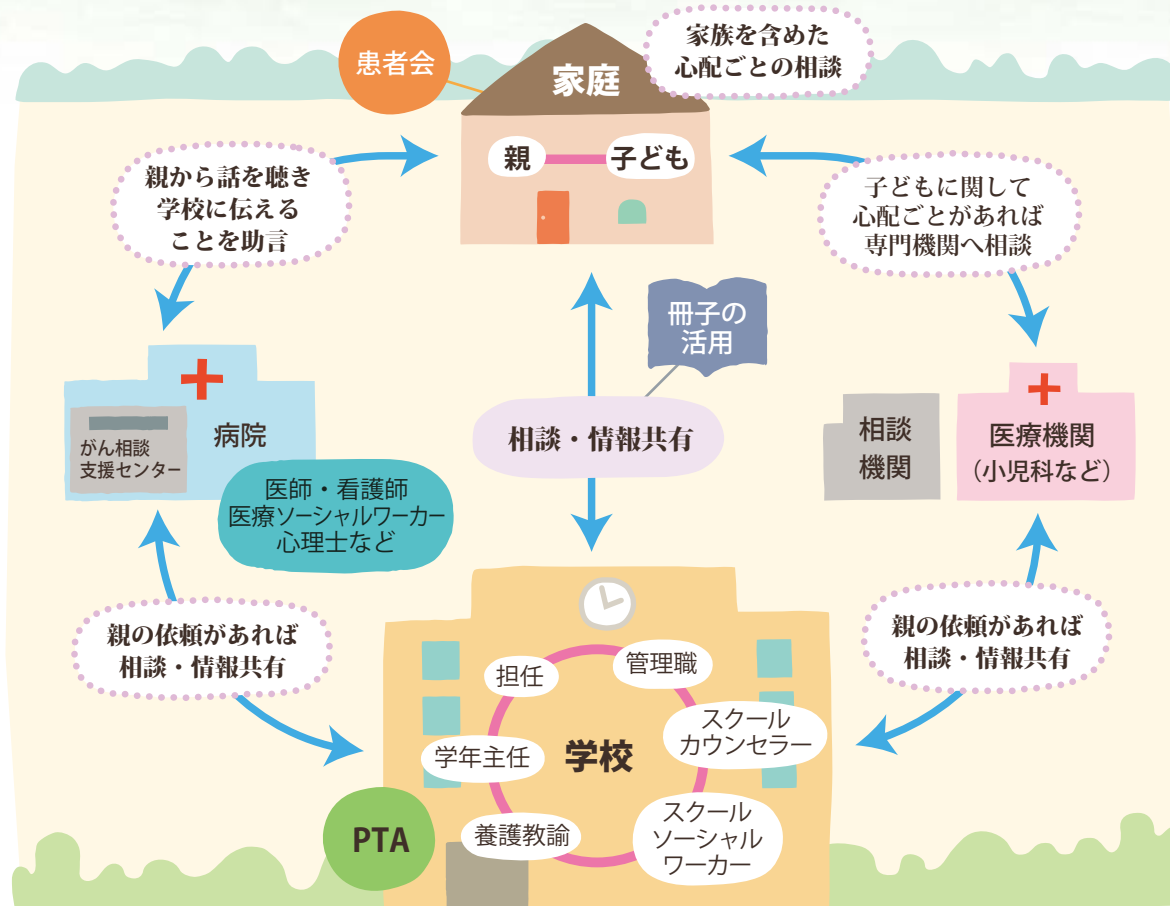 患者会
家庭
家族を含めた
心配ごとの相談
親
子ども
親から話を聴き
学校に伝える
ことを助言
子どもに関して
心配ごとがあれば
専門機関へ相談
冊子の
活用
相談・情報共有
がん相談
支援センター
病院
医師・看護師
医療ソーシャルワーカー
心理士など
相談
機関
医療機関
（小児科など）
親の依頼があれば
相談・情報共有
親の依頼があれば
相談・情報共有
担任
管理職
学年主任
学校
スクール
カウンセラー
養護教諭
スクール
ソーシャル
ワーカー
PTA